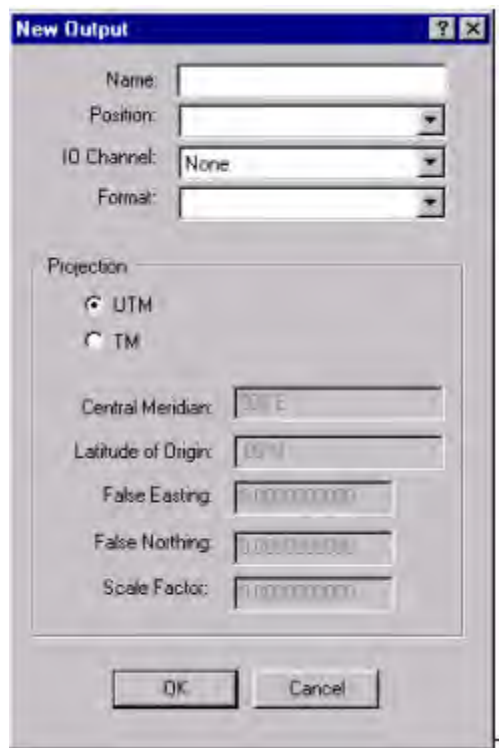 New Output
Name:
Position:
IO Channel: None
Format:
Projection
UTM
TM
Central Meridian:
Latitude of Origin:
False Easting:
False Northing:
Scale Factor:
OK
Cancel